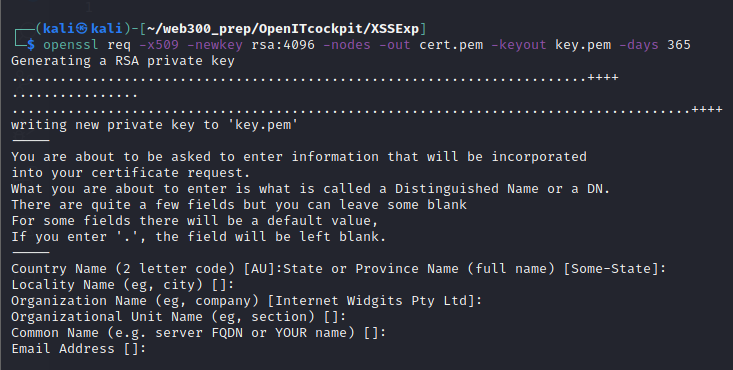 ┌──(kali㉿kali)-[~/web300_prep/OpenITcockpit/XSSExp]
└─$ openssl req -x509 -newkey rsa:4096 -nodes -out cert.pem -keyout key.pem -days 365
Generating a RSA private key
........................................................................++++
................
.....................................................................................++++
writing new private key to 'key.pem'
-----
You are about to be asked to enter information that will be incorporated
into your certificate request.
What you are about to enter is what is called a Distinguished Name or a DN.
There are quite a few fields but you can leave some blank
For some fields there will be a default value,
If you enter '.', the field will be left blank.
-----
Country Name (2 letter code) [AU]:State or Province Name (full name) [Some-State]:
Locality Name (eg, city) []:
Organization Name (eg, company) [Internet Widgits Pty Ltd]:
Organizational Unit Name (eg, section) []:
Common Name (e.g. server FQDN or YOUR name) []:
Email Address []: